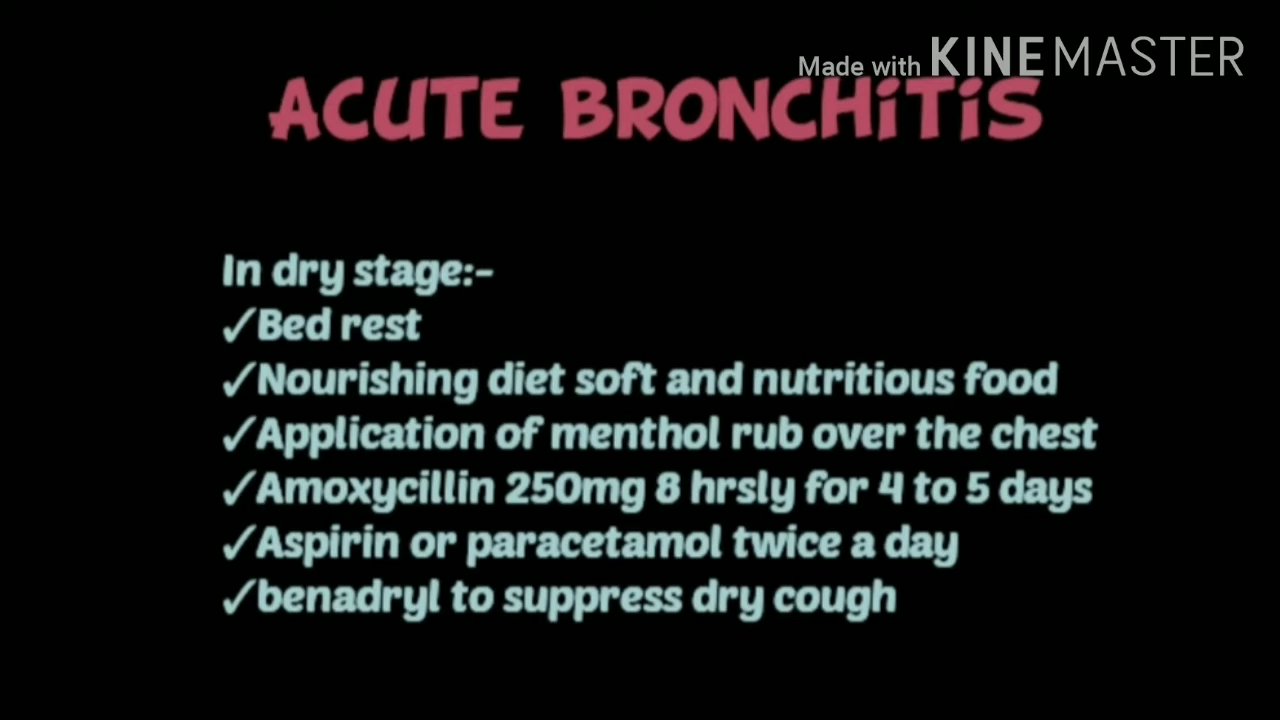 Made with KINEMASTER
ACUTE BRONCHiTiS
In dry stage:-
✓Bed rest
✓Nourishing diet soft and nutritious food
✓Application of menthol rub over the chest
✓Amoxycillin 250mg 8 hrsly for 4 to 5 days
✓Aspirin or paracetamol twice a day
✓benadryl to suppress dry cough